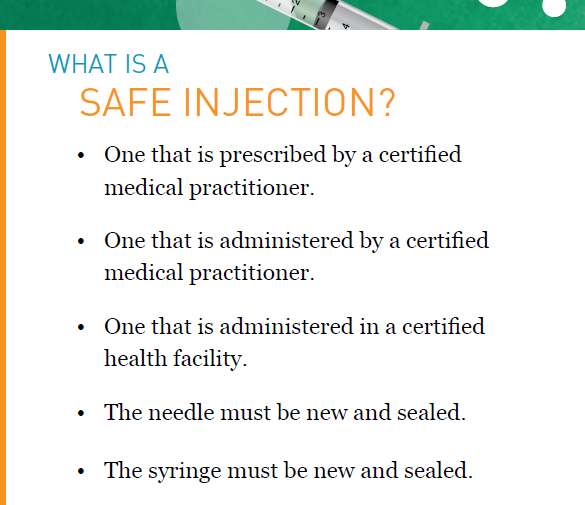 WHAT IS A
SAFE INJECTION?
• One that is prescribed by a certified
medical practitioner.
• One that is administered by a certified
medical practitioner.
• One that is administered in a certified
health facility.
• The needle must be new and sealed.
• The syringe must be new and sealed.